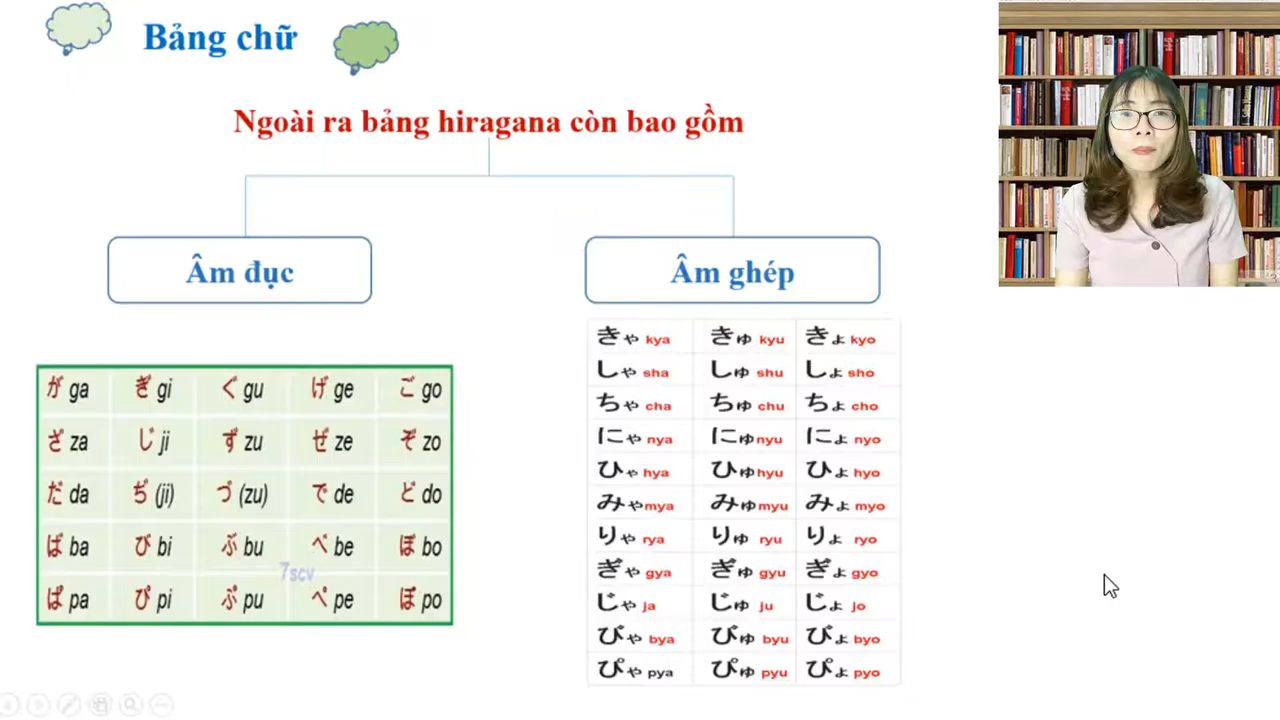 Bảng chữ
Ngoài ra bảng hiragana còn bao gồm
Âm đục
Âm ghép
が ga ぎ gi ぐ gu げ ge ご go
ざ za じ ji ず zu ぜ ze ぞ zo
だ da ぢ (ji) づ (zu) で de ど do
ば ba び bi ぶ bu べ be ぼ bo
7scv
ぱ pa ぴ pi ぷ pu ぺ pe ぽ po
きゃ kya きゅ kyu きょ kyo
しゃ sha しゅ shu しょ sho
ちゃ cha ちゅ chu ちょ cho
にゃ nya にゅ nyu にょ nyo
ひゃ hya ひゅ hyu ひょ hyo
みゃ mya みゅ myu みょ myo
りゃ rya りゅ ryu りょ ryo
ぎゃ gya ぎゅ gyu ぎょ gyo
じゃ ja じゅ ju じょ jo
びゃ bya びゅ byu びょ byo
ぴゃ pya ぴゅ pyu ぴょ pyo